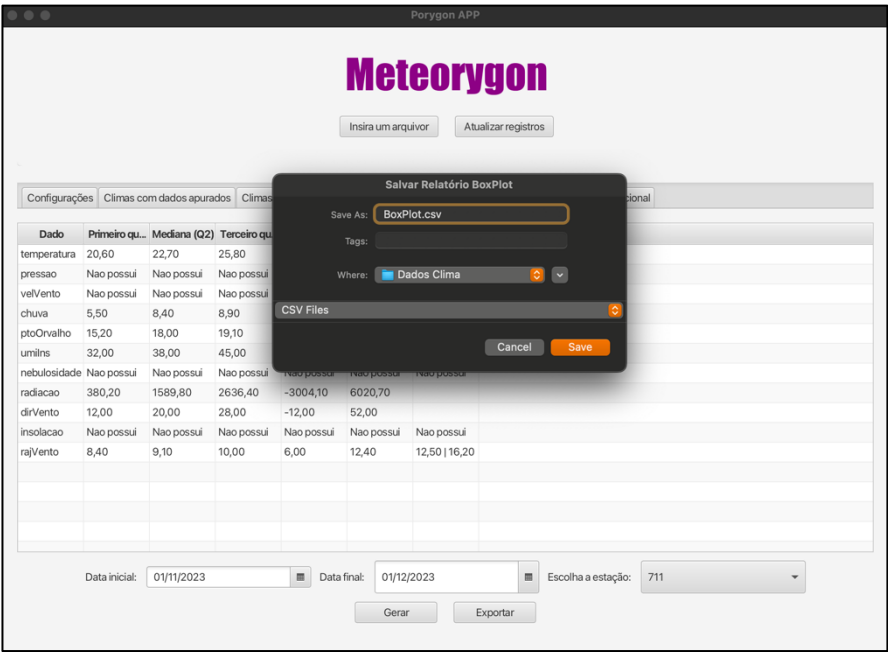 Porygon APP
Meteorygon
Insira um arquivor Atualizar registros
Salvar Relatório BoxPlot
Save As: BoxPlot.csv
Tags:
Where: Dados Clima
CSV Files
Cancel Save
Configurações Climas com dados apurados Climas cional
Dado Primeiro qu... Mediana (Q2) Terceiro qu
temperatura 20,60 22,70 25,80
pressao Nao possui Nao possui Nao possui
velVento Nao possui Nao possui Nao possui
chuva 5,50 8,40 8,90
ptoOrvalho 15,20 18,00 19,10
umiIns 32,00 38,00 45,00
nebulosidade Nao possui Nao possui Nao possui Nao possui Nao possui Nao possui
radiacao 380,20 1589,80 2636,40 -3004,10 6020,70
dirVento 12,00 20,00 28,00 -12,00 52,00
insolacao Nao possui Nao possui Nao possui Nao possui Nao possui Nao possui
rajVento 8,40 9,10 10,00 6,00 12,40 12,50 | 16,20
Data inicial: 01/11/2023 Data final: 01/12/2023 Escolha a estação: 711
Gerar Exportar